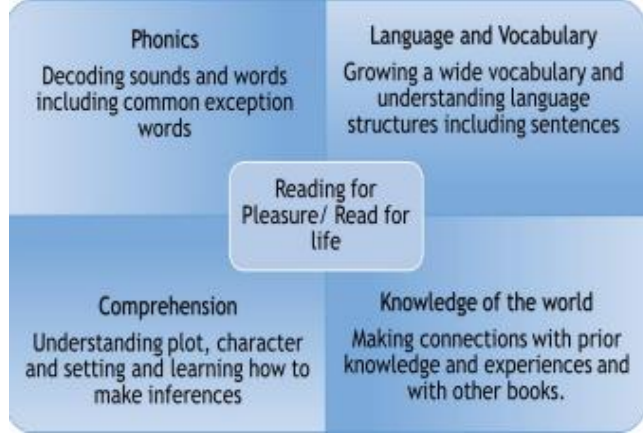 Phonics
Decoding sounds and words
including common exception
words
Language and Vocabulary
Growing a wide vocabulary and
understanding language
structures including sentences
Reading for
Pleasure/ Read for
life
Comprehension
Understanding plot, character
and setting and learning how to
make inferences
Knowledge of the world
Making connections with prior
knowledge and experiences and
with other books.